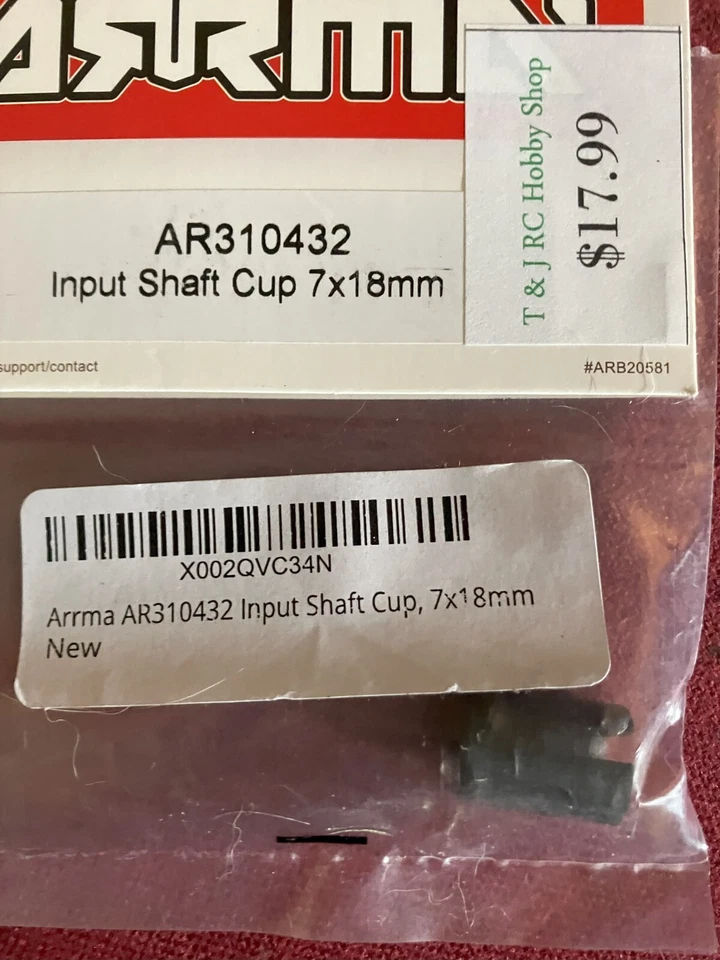 ARRMA
T & J RC Hobby Shop
$17.99
AR310432
Input Shaft Cup 7x18mm
support/contact
#ARB20581
X002QVC34N
Arrma AR310432 Input Shaft Cup, 7x18mm
New